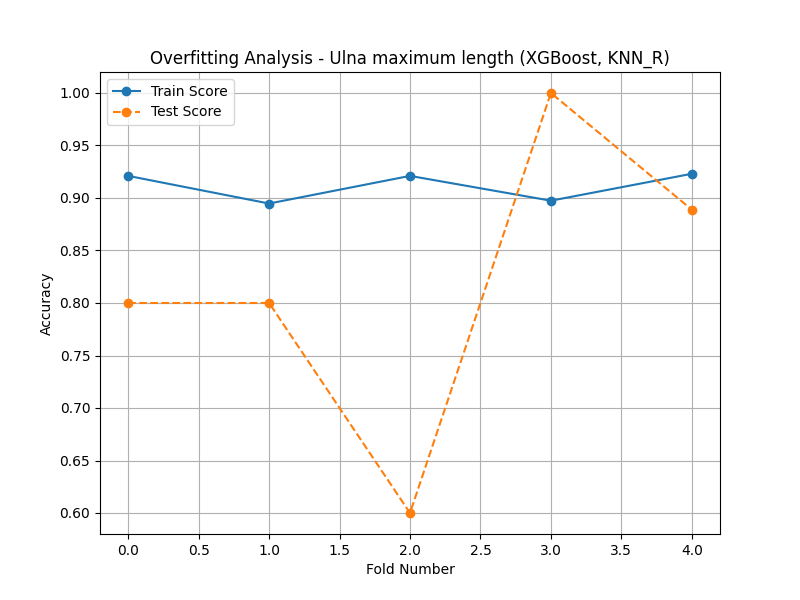 Overfitting Analysis - Ulna maximum length (XGBoost, KNN_R)
Train Score
Test Score
1.00
0.95
0.90
0.85
0.80
0.75
0.70
0.65
0.60
Accuracy
0.0 0.5 1.0 1.5 2.0 2.5 3.0 3.5 4.0
Fold Number